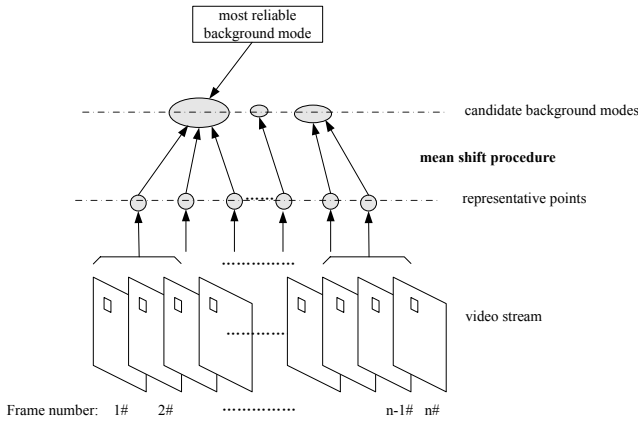 most reliable
background mode
candidate background modes
mean shift procedure
representative points
video stream
Frame number: 1# 2# n-1# n#